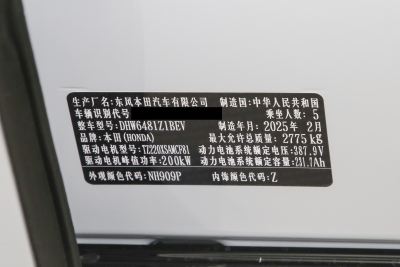 生产厂名:东风本田汽车有限公司 制造国:中华人民共和国
车辆识别代号 乘坐人数:5
整车型号:DHW6481Z1BEV 制造年月:2025年2月
品牌:本田(HONDA) 最大允许总质量:2775kg
驱动电机型号:TZ220XSAMCF81 动力电池系统额定电压:387.9V
驱动电机峰值功率:200kW 动力电池系统额定容量:231.7Ah
外观颜色代码:NH909P 内饰颜色代码:Z